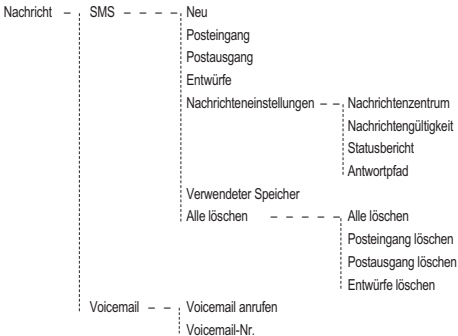 Nachricht – SMS – – – Neu
Posteingang
Postausgang
Entwürfe
Nachrichteneinstellungen – – Nachrichtenzentrum
Nachrichtengültigkeit
Statusbericht
Antwortpfad
Verwendeter Speicher
Alle löschen – – – – – Alle löschen
Posteingang löschen
Postausgang löschen
Entwürfe löschen
Voicemail – – Voicemail anrufen
Voicemail-Nr.